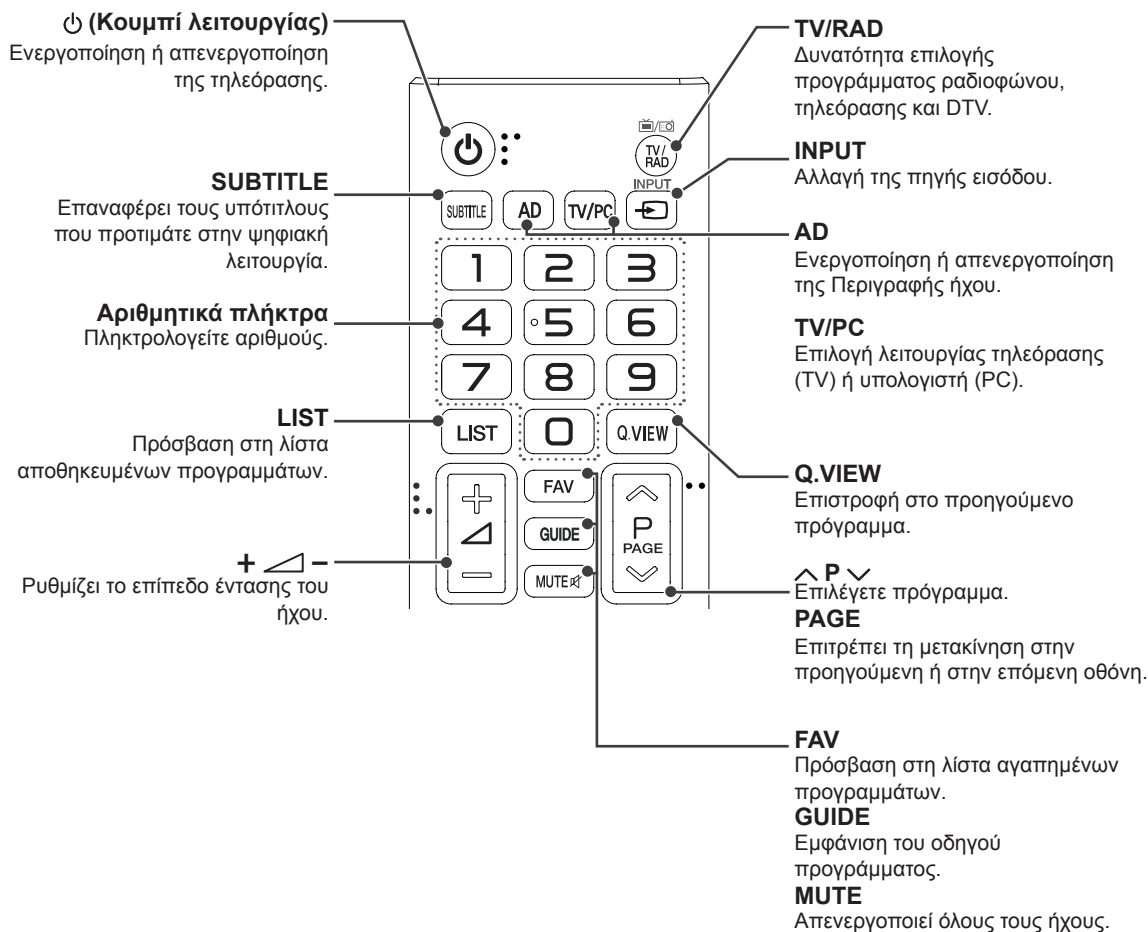 ⏻ (Κουμπί λειτουργίας)
Ενεργοποίηση ή απενεργοποίηση
της τηλεόρασης.
SUBTITLE
Επαναφέρει τους υπότιτλους
που προτιμάτε στην ψηφιακή
λειτουργία.
Αριθμητικά πλήκτρα
Πληκτρολογείτε αριθμούς.
LIST
Πρόσβαση στη λίστα
αποθηκευμένων προγραμμάτων.
+ –
Ρυθμίζει το επίπεδο έντασης του
ήχου.
TV/
RAD
INPUT
SUBTITLE AD TV/PC
1 2 3
4 5 6
7 8 9
LIST 0 Q.VIEW
FAV
GUIDE
MUTE
P
PAGE
TV/RAD
Δυνατότητα επιλογής
προγράμματος ραδιοφώνου,
τηλεόρασης και DTV.
INPUT
Αλλαγή της πηγής εισόδου.
AD
Ενεργοποίηση ή απενεργοποίηση
της Περιγραφής ήχου.
TV/PC
Επιλογή λειτουργίας τηλεόρασης
(TV) ή υπολογιστή (PC).
Q.VIEW
Επιστροφή στο προηγούμενο
πρόγραμμα.
P
Επιλέγετε πρόγραμμα.
PAGE
Επιτρέπει τη μετακίνηση στην
προηγούμενη ή στην επόμενη οθόνη.
FAV
Πρόσβαση στη λίστα αγαπημένων
προγραμμάτων.
GUIDE
Εμφάνιση του οδηγού
προγράμματος.
MUTE
Απενεργοποιεί όλους τους ήχους.